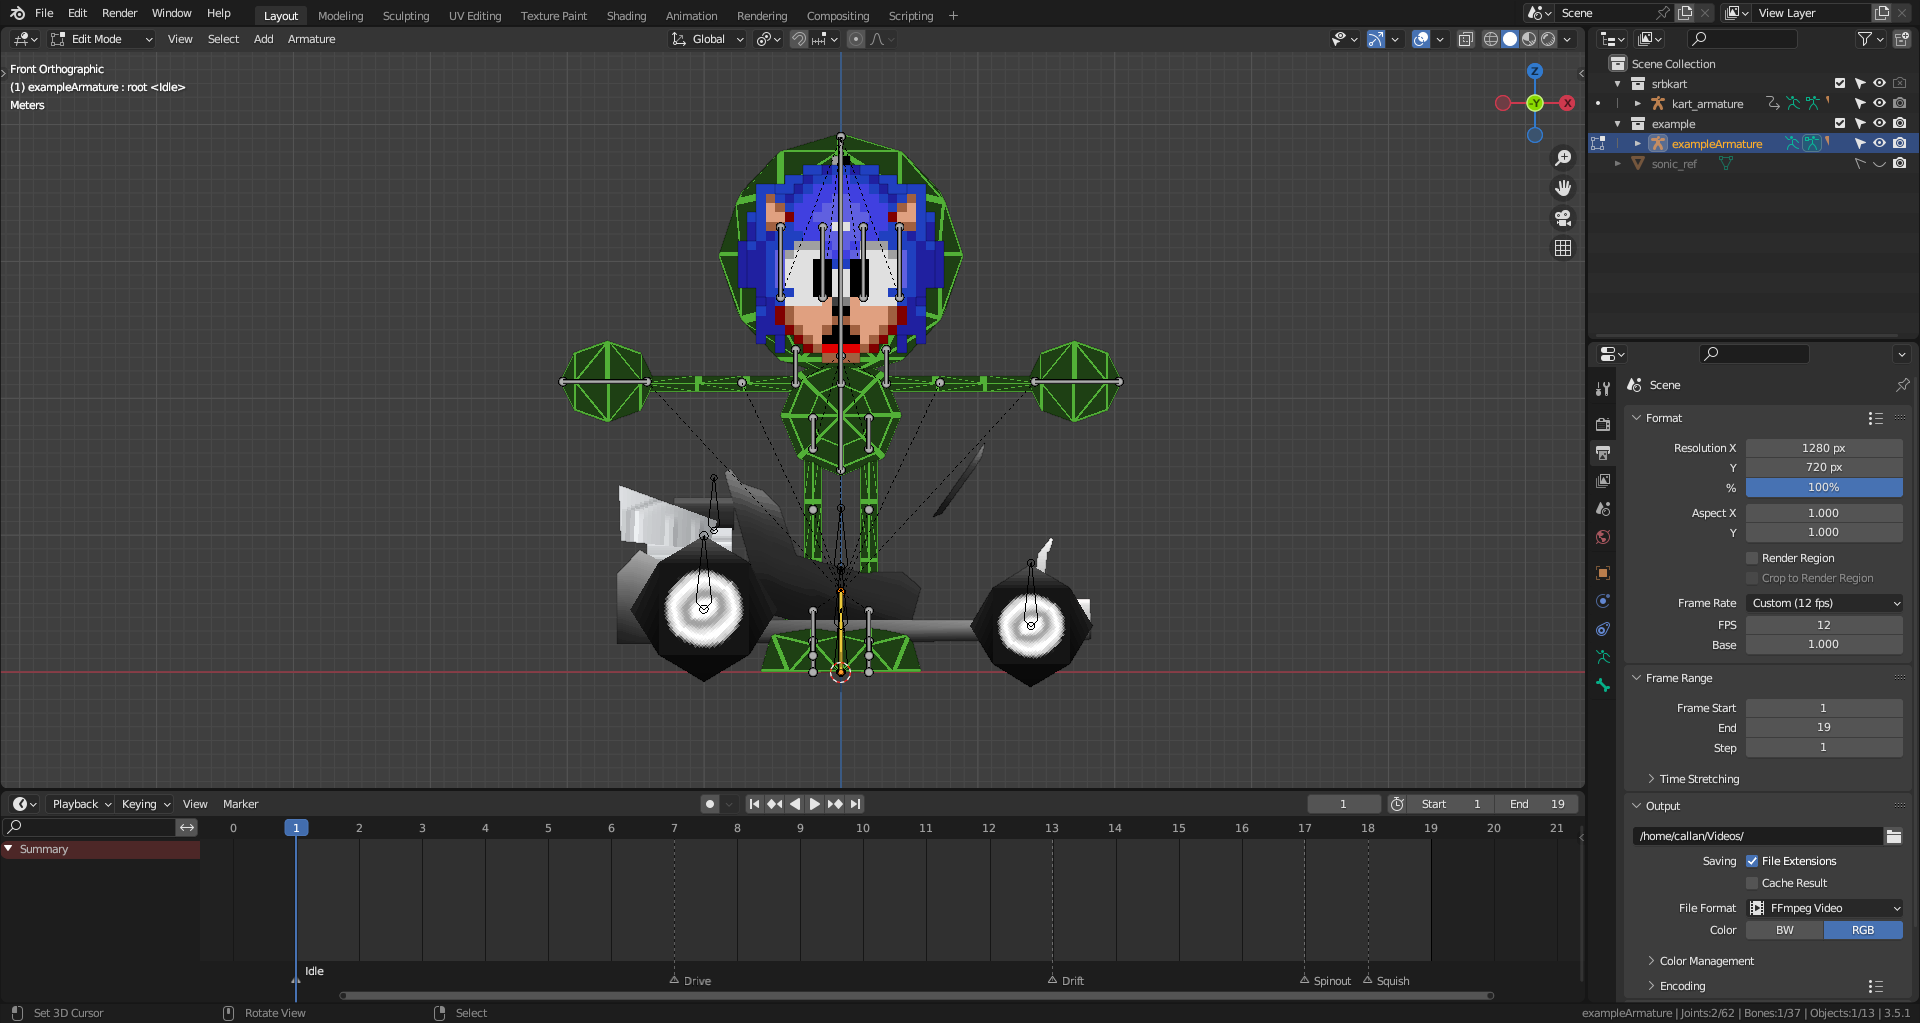 File Edit Render Window Help Layout Modeling Sculpting UV Editing Texture Paint Shading Animation Rendering Compositing Scripting + Scene View Layer
Edit Mode View Select Add Armature Global
Front Orthographic
(1) exampleArmature : root <Idle>
Meters
Z
-Y
X
Scene Collection
srbkart
kart_armature
example
exampleArmature
sonic_ref
Scene
Format
Resolution X 1280 px
Y 720 px
% 100%
Aspect X 1.000
Y 1.000
Render Region
Crop to Render Region
Frame Rate Custom (12 fps)
FPS 12
Base 1.000
Frame Range
Frame Start 1
End 19
Step 1
Time Stretching
Output
/home/callan/Videos/
Saving File Extensions
Cache Result
File Format FFmpeg Video
Color BW RGB
Color Management
Encoding
Playback Keying View Marker 1 Start 1 End 19
0 1 2 3 4 5 6 7 8 9 10 11 12 13 14 15 16 17 18 19 20 21
Summary
Idle
Drive Drift Spinout Squish
Set 3D Cursor Rotate View Select exampleArmature | Joints:2/62 | Bones:1/37 | Objects:1/13 | 3.5.1